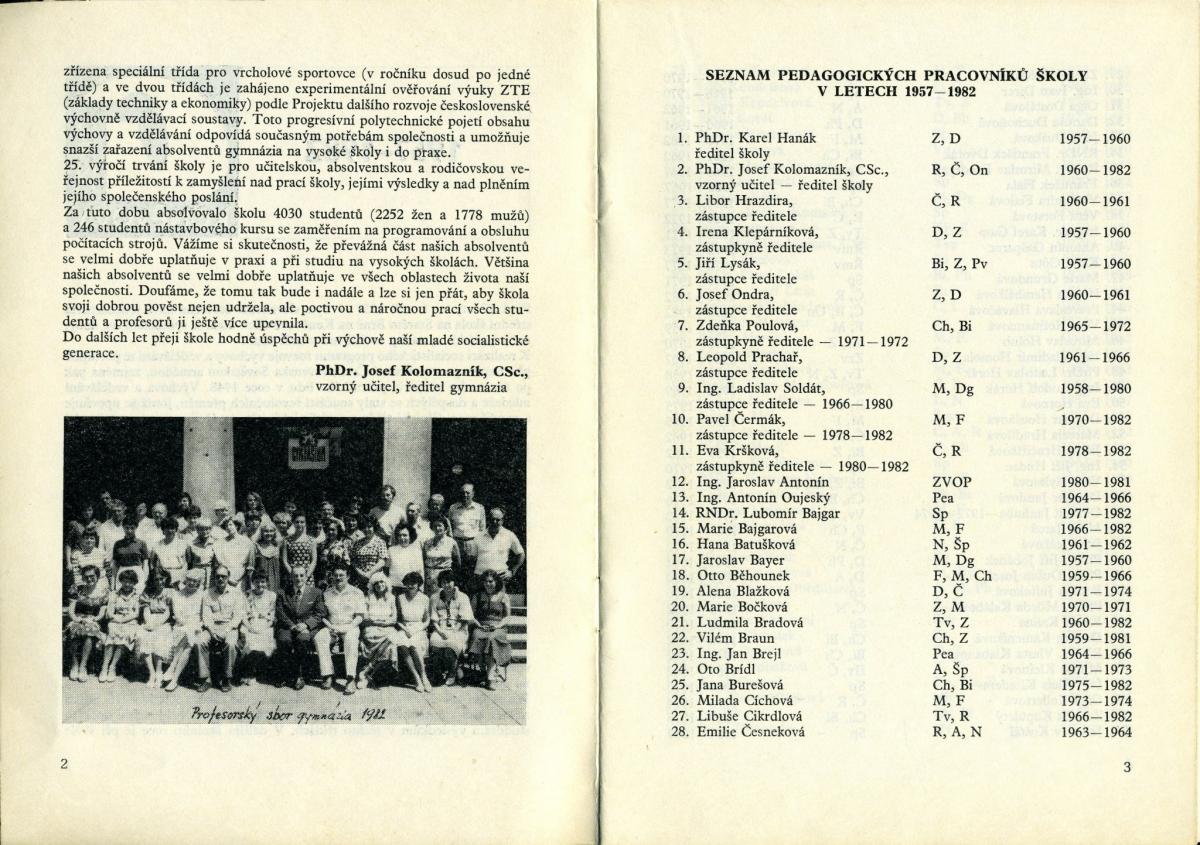 zřízena speciální třída pro vrcholové sportovce (v ročníku dosud po jedné
třídě) a ve dvou třídách je zahájeno experimentální ověřování výuky ZTE
(základy techniky a ekonomiky) podle Projektu dalšího rozvoje československé
výchovně vzdělávací soustavy. Toto progresívní polytechnické pojetí obsahu
výchovy a vzdělávání odpovídá současným potřebám společnosti a umožňuje
snazší zařazení absolventů gymnázia na vysoké školy i do praxe.
25. výročí trvání školy je pro učitelskou, absolventskou a rodičovskou ve-
řejnost příležitostí k zamyšlení nad prací školy, jejími výsledky a nad plněním
jejího společenského poslání.
Za tuto dobu absolvovalo školu 4030 studentů (2252 žen a 1778 mužů)
a 246 studentů nástavbového kursu se zaměřením na programování a obsluhu
počítacích strojů. Vážíme si skutečnosti, že převážná část našich absolventů
se velmi dobře uplatňuje v praxi a při studiu na vysokých školách. Většina
našich absolventů se velmi dobře uplatňuje ve všech oblastech života naší
společnosti. Doufáme, že tomu tak bude i nadále a lze si jen přát, aby škola
svoji dobrou pověst nejen udržela, ale poctivou a náročnou prací všech stu-
dentů a profesorů ji ještě více upevnila.
Do dalších let přeji škole hodně úspěchů při výchově naší mladé socialistické
generace.
PhDr. Josef Kolomazník, CSc.,
vzorný učitel, ředitel gymnázia
GYMNÁSIUM
Profesorský sbor gymnázia 1982
2
SEZNAM PEDAGOGICKÝCH PRACOVNÍKŮ ŠKOLY
V LETECH 1957—1982
1. PhDr. Karel Hanák Z, D 1957—1960
ředitel školy
2. PhDr. Josef Kolomazník, CSc., R, Č, On 1960—1982
vzorný učitel — ředitel školy
3. Libor Hrazdira, Č, R 1960—1961
zástupce ředitele
4. Irena Klepárníková, D, Z 1957—1960
zástupkyně ředitele
5. Jiří Lysák, Bi, Z, Pv 1957—1960
zástupce ředitele
6. Josef Ondra, Z, D 1960—1961
zástupce ředitele
7. Zdeňka Poulová, Ch, Bi 1965—1972
zástupkyně ředitele — 1971—1972
8. Leopold Prachař, D, Z 1961—1966
zástupce ředitele
9. Ing. Ladislav Soldát, M, Dg 1958—1980
zástupce ředitele — 1966—1980
10. Pavel Čermák, M, F 1970—1982
zástupce ředitele — 1978—1982
11. Eva Kršková, Č, R 1978—1982
zástupkyně ředitele — 1980—1982
12. Ing. Jaroslav Antonín ZVOP 1980—1981
13. Ing. Antonín Oujeský Pea 1964—1966
14. RNDr. Lubomír Bajgar Sp 1977—1982
15. Marie Bajgarová M, F 1966—1982
16. Hana Batušková N, Šp 1961—1962
17. Jaroslav Bayer M, Dg 1957—1960
18. Otto Běhounek F, M, Ch 1959—1966
19. Alena Blažková D, Č 1971—1974
20. Marie Bočková Z, M 1970—1971
21. Ludmila Bradová Tv, Z 1960—1982
22. Vilém Braun Ch, Z 1959—1981
23. Ing. Jan Brejl Pea 1964—1966
24. Oto Brídl A, Šp 1971—1973
25. Jana Burešová Ch, Bi 1975—1982
26. Milada Cíchová M, F 1973—1974
27. Libuše Cikrdlová Tv, R 1966—1982
28. Emilie Česneková R, A, N 1963—1964
3